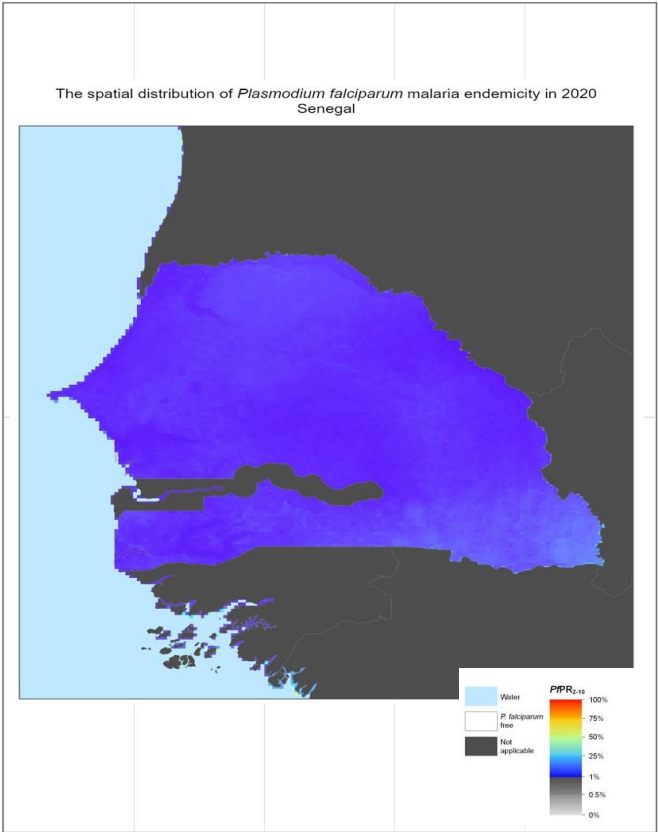 The spatial distribution of Plasmodium falciparum malaria endemicity in 2020
Senegal
Water
P. falciparum
free
Not
applicable
PfPR2-10
100%
75%
50%
25%
1%
0.5%
0%